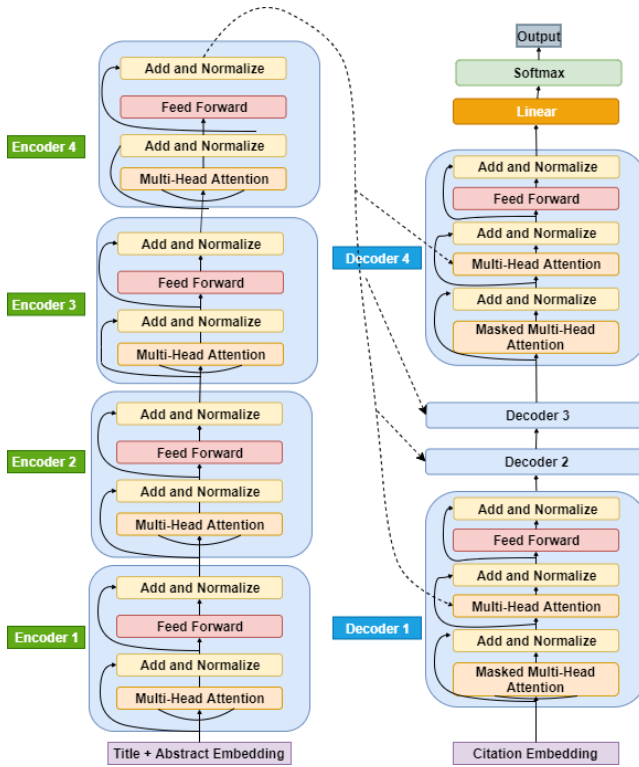 Add and Normalize
Feed Forward
Encoder 4
Add and Normalize
Multi-Head Attention
Add and Normalize
Feed Forward
Encoder 3
Add and Normalize
Multi-Head Attention
Add and Normalize
Encoder 2
Feed Forward
Add and Normalize
Multi-Head Attention
Add and Normalize
Encoder 1
Feed Forward
Add and Normalize
Multi-Head Attention
Title + Abstract Embedding
Output
Softmax
Linear
Add and Normalize
Feed Forward
Add and Normalize
Decoder 4
Multi-Head Attention
Add and Normalize
Masked Multi-Head
Attention
Decoder 3
Decoder 2
Add and Normalize
Feed Forward
Add and Normalize
Multi-Head Attention
Decoder 1
Add and Normalize
Masked Multi-Head
Attention
Citation Embedding